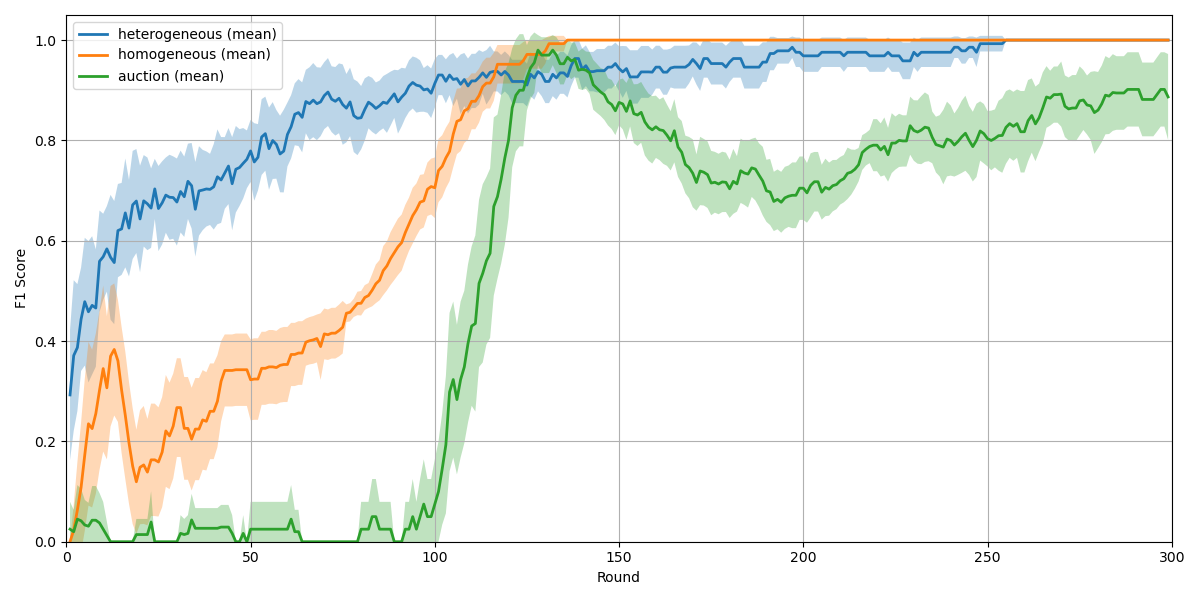 heterogeneous (mean)
homogeneous (mean)
auction (mean)
F1 Score
1.0
0.8
0.6
0.4
0.2
0.0
0 50 100 150 200 250 300
Round